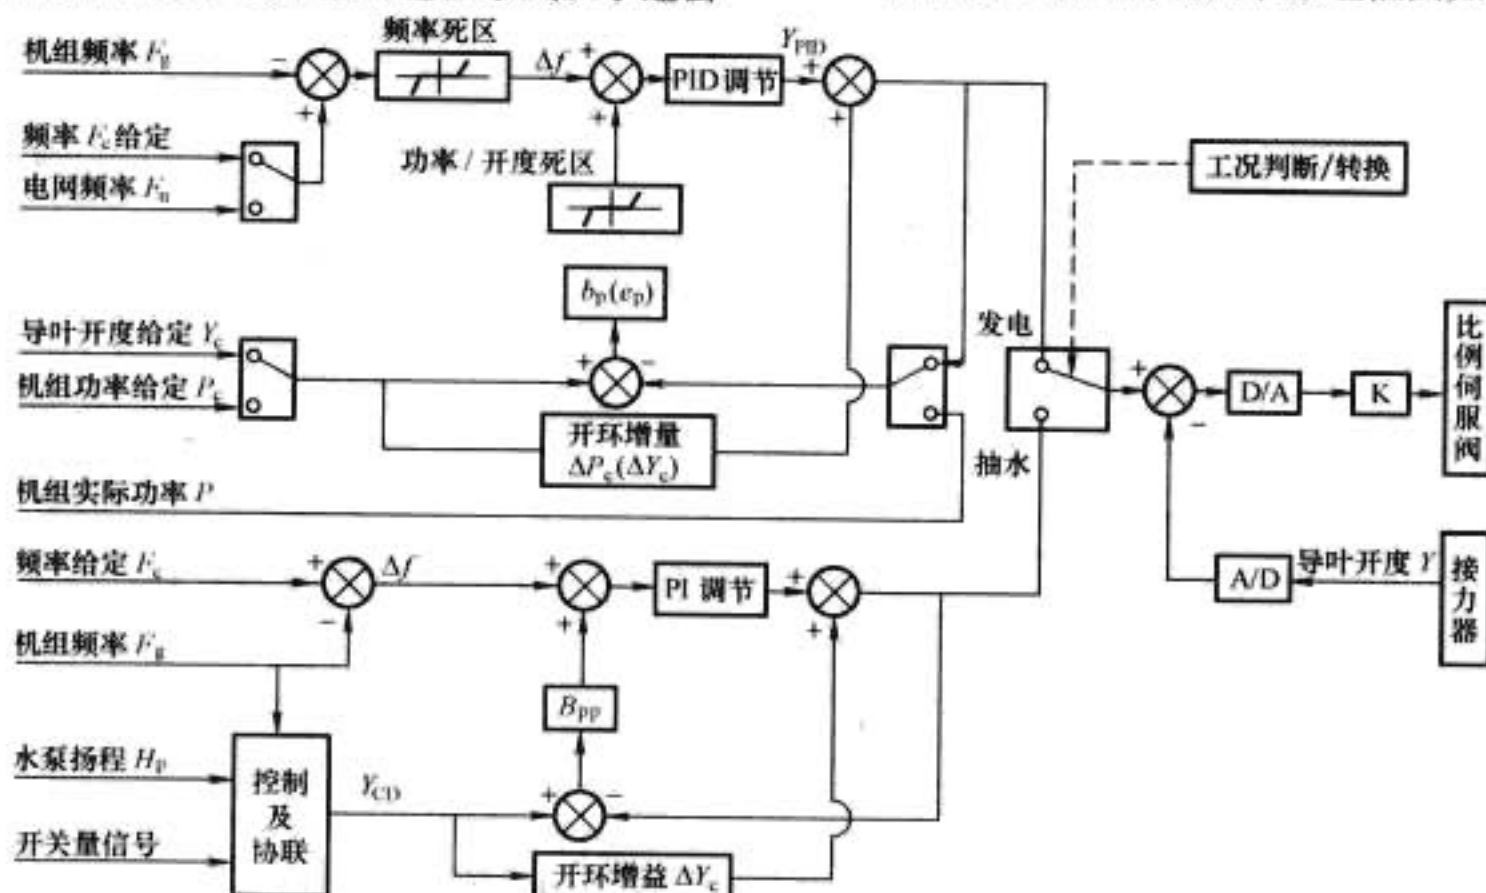 频率死区
机组频率 Fg
−
+
Δf
+
+
PID 调节
YPID
+
+
频率 Fc给定
电网频率 Fn
功率 / 开度死区
工况判断/转换
bp(ep)
导叶开度给定 Yc
机组功率给定 Pc
+
−
发电
抽水
开环增量
ΔPc(ΔYc)
+
−
D/A
K
比例伺服阀
机组实际功率 P
频率给定 Fc
+
−
Δf
+
+
PI 调节
+
+
A/D
导叶开度 Y
接力器
机组频率 Fg
Bpp
水泵扬程 Hp
控制
及
协联
YCD
+
−
开关量信号
开环增益 ΔYc